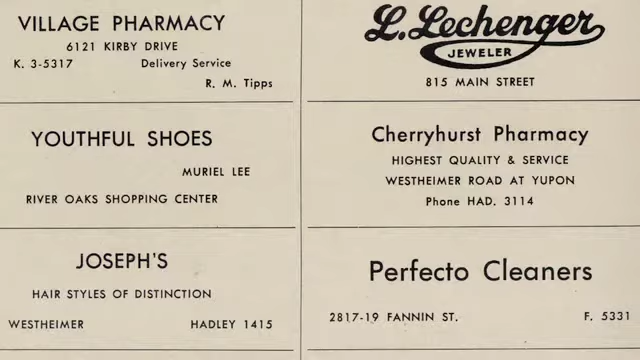 VILLAGE PHARMACY
6121 KIRBY DRIVE
K. 3-5317 Delivery Service
R. M. Tipps
YOUTHFUL SHOES
MURIEL LEE
RIVER OAKS SHOPPING CENTER
JOSEPH'S
HAIR STYLES OF DISTINCTION
WESTHEIMER HADLEY 1415
L. Lechenger
JEWELER
815 MAIN STREET
Cherryhurst Pharmacy
HIGHEST QUALITY & SERVICE
WESTHEIMER ROAD AT YUPON
Phone HAD. 3114
Perfecto Cleaners
2817-19 FANNIN ST. F. 5331